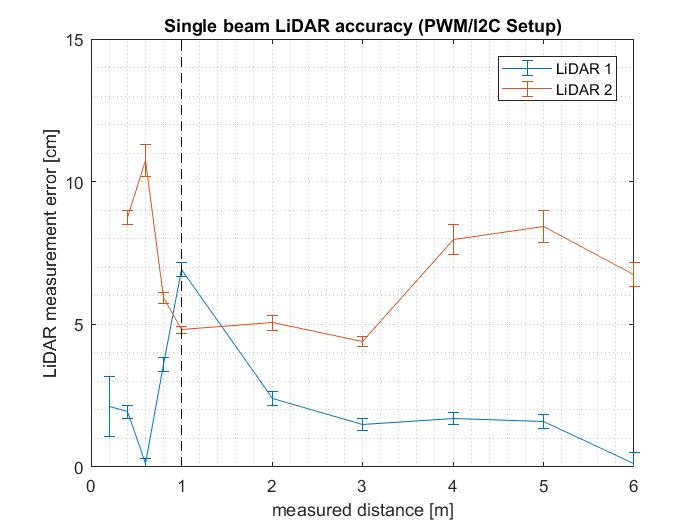 Single beam LiDAR accuracy (PWM/I2C Setup)
15
LiDAR 1
LiDAR 2
10
LiDAR measurement error [cm]
5
0
0 1 2 3 4 5 6
measured distance [m]